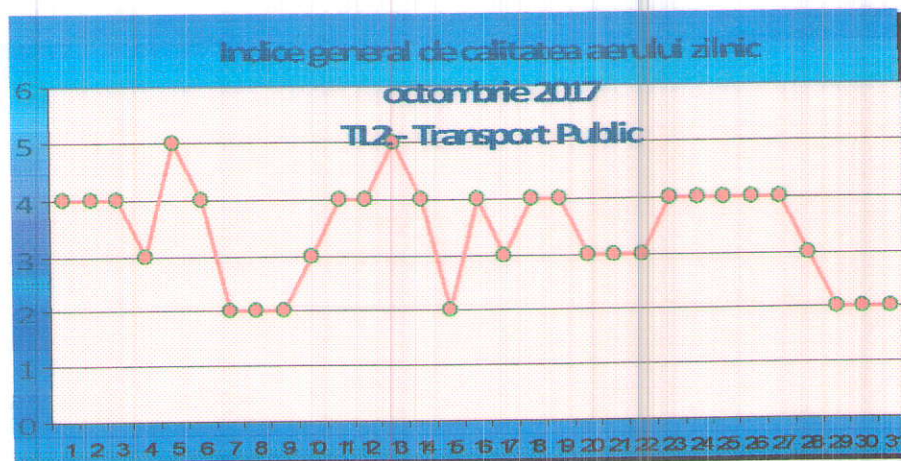 Indice general de calitatea aerului zilnic
octombrie 2017
TL2 - Transport Public
6
5
4
3
2
1
0
1 2 3 4 5 6 7 8 9 10 11 12 13 14 15 16 17 18 19 20 21 22 23 24 25 26 27 28 29 30 31